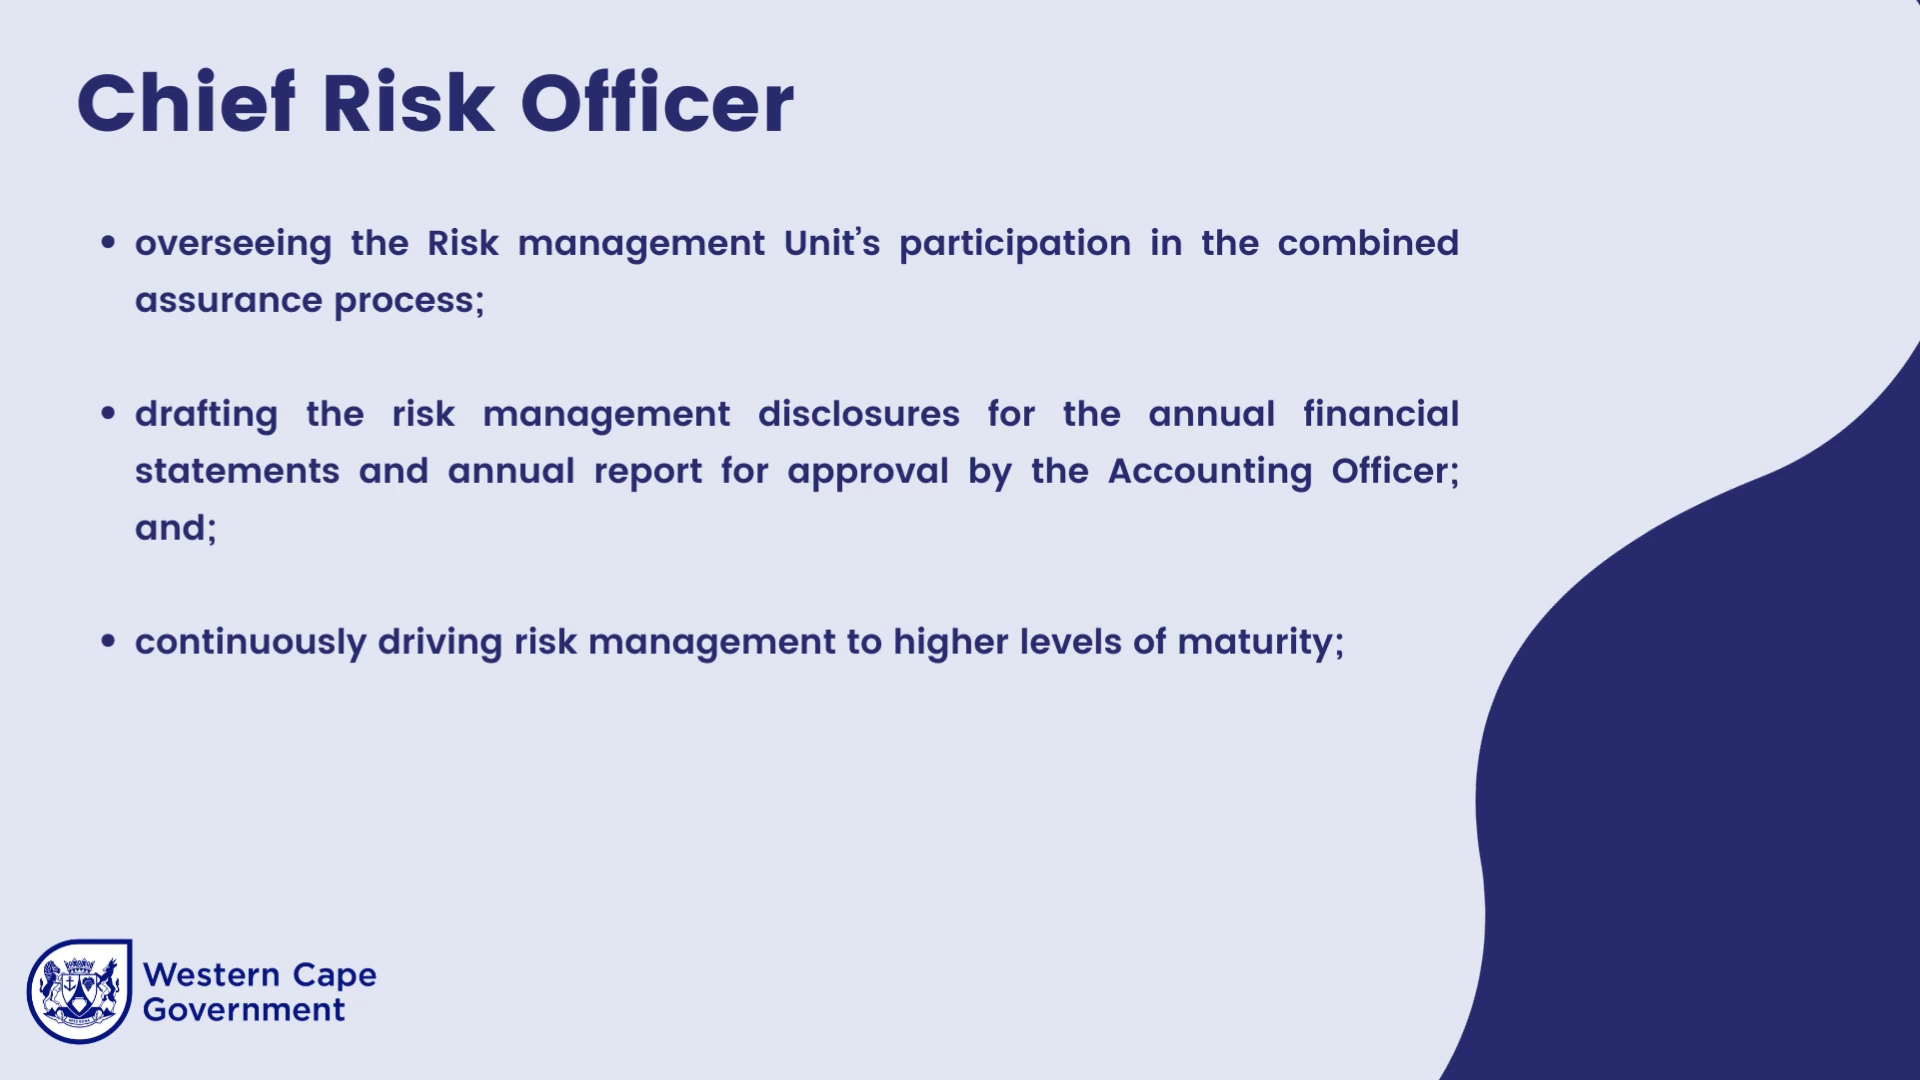 Chief Risk Officer
• overseeing the Risk management Unit’s participation in the combined
assurance process;
• drafting the risk management disclosures for the annual financial
statements and annual report for approval by the Accounting Officer;
and;
• continuously driving risk management to higher levels of maturity;
Western Cape
Government